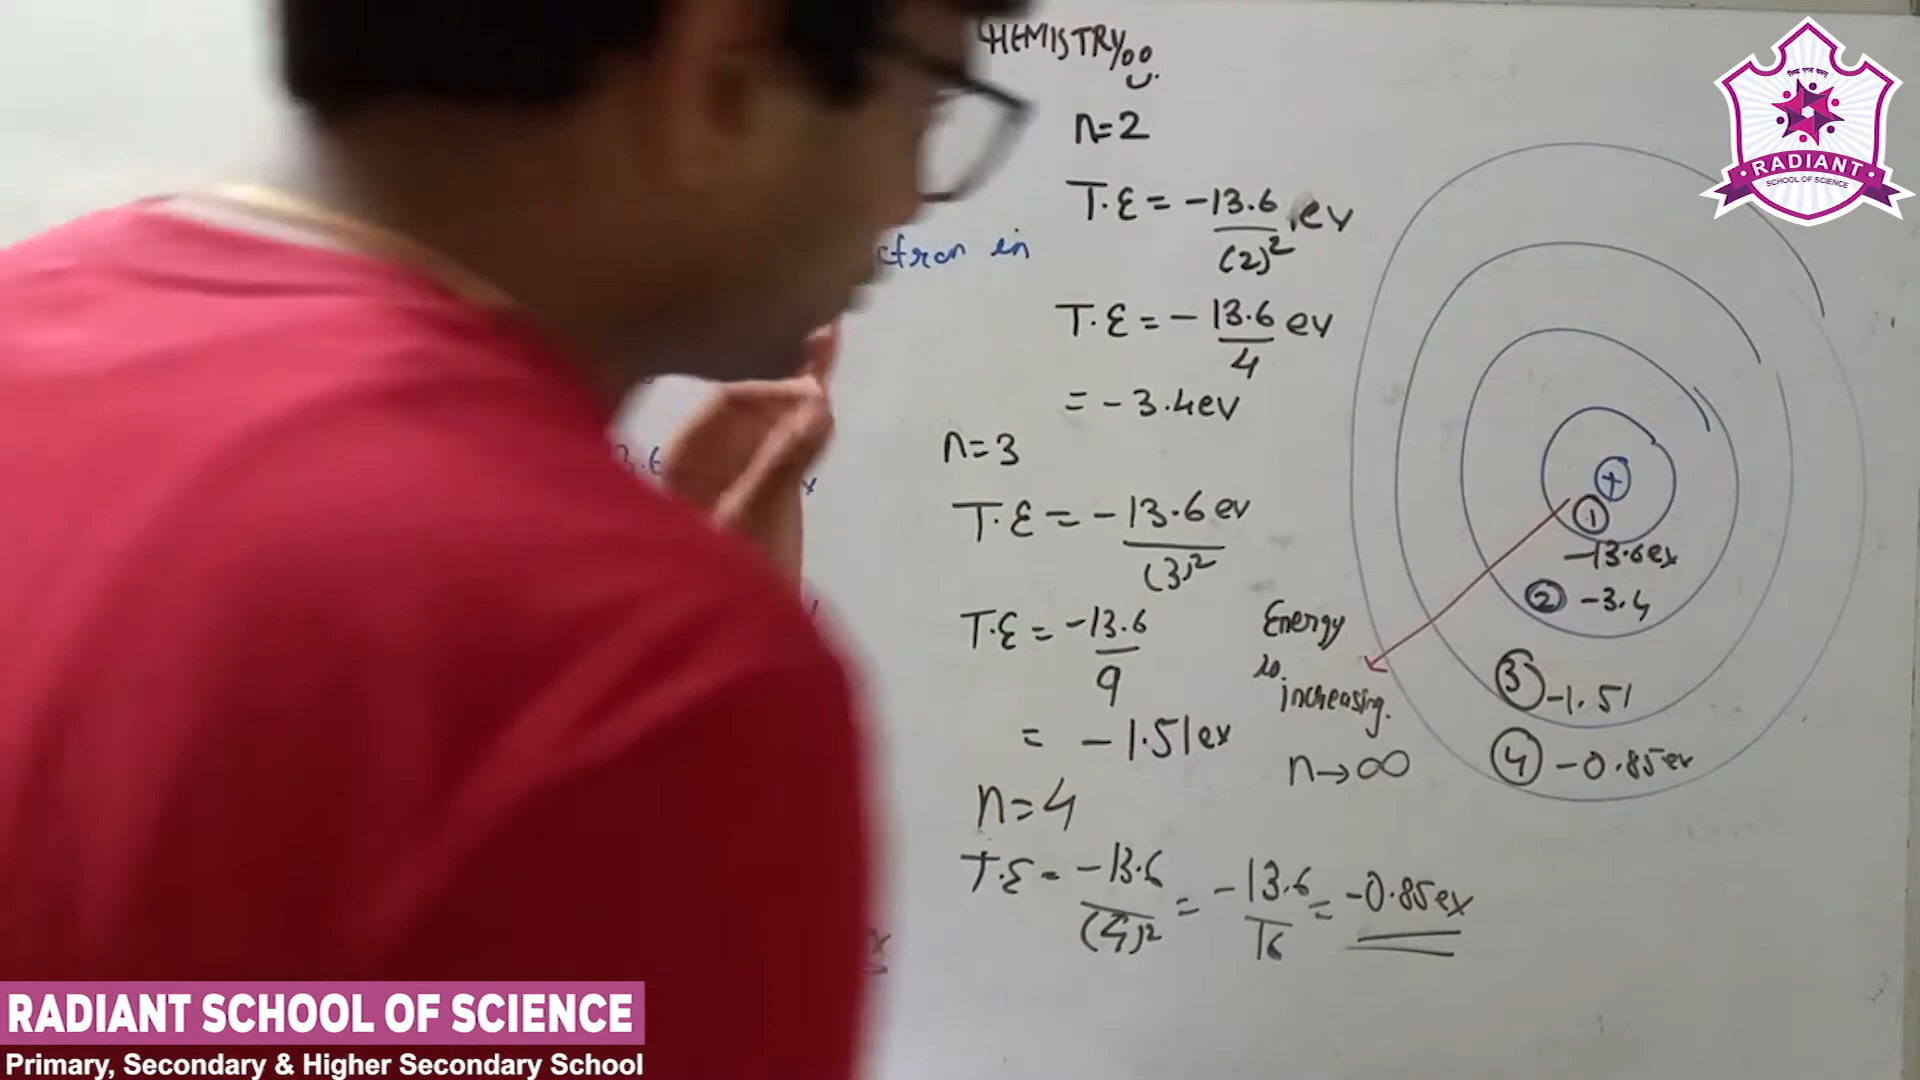 CHEMISTRY
n=2
T.E = -13.6 ev
(2)²
T.E = -13.6 ev
4
= -3.4ev
ctron in
n=3
T.E = -13.6 ev
(3)²
T.E = -13.6
9
= -1.51ev
n=4
T.E = -13.6 = -13.6 = -0.85ev
(4)² 16
Energy
is
increasing.
n→∞
+
1
-13.6ev
2 -3.4
3 -1.51
4 -0.85ev
RADIANT
SCHOOL OF SCIENCE
RADIANT SCHOOL OF SCIENCE
Primary, Secondary & Higher Secondary School